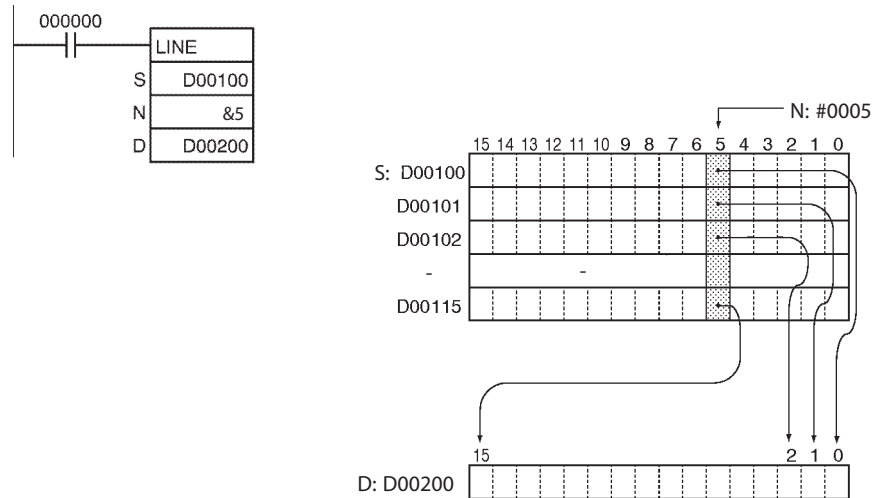 000000
LINE
S D00100
N &5
D D00200
N: #0005
15 14 13 12 11 10 9 8 7 6 5 4 3 2 1 0
S: D00100
D00101
D00102
- -
D00115
15 2 1 0
D: D00200